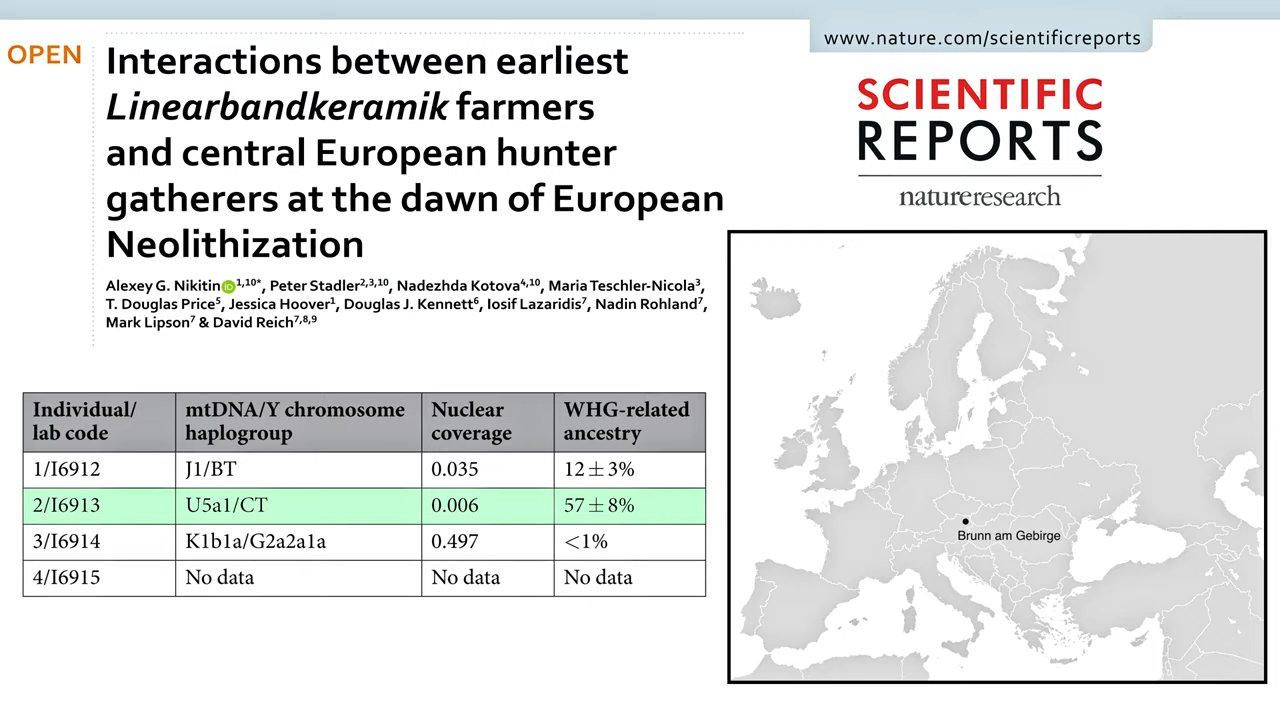 www.nature.com/scientificreports
OPEN
Interactions between earliest
Linearbandkeramik farmers
and central European hunter
gatherers at the dawn of European
Neolithization
Alexey G. Nikitin iD 1,10*, Peter Stadler2,3,10, Nadezhda Kotova4,10, Maria Teschler-Nicola3,
T. Douglas Price5, Jessica Hoover1, Douglas J. Kennett6, Iosif Lazaridis7, Nadin Rohland7,
Mark Lipson7 & David Reich7,8,9
SCIENTIFIC
REPORTS
natureresearch
Individual/
lab code
mtDNA/Y chromosome
haplogroup
Nuclear
coverage
WHG-related
ancestry
1/I6912 J1/BT 0.035 12 ± 3%
2/I6913 U5a1/CT 0.006 57 ± 8%
3/I6914 K1b1a/G2a2a1a 0.497 <1%
4/I6915 No data No data No data
Brunn am Gebirge